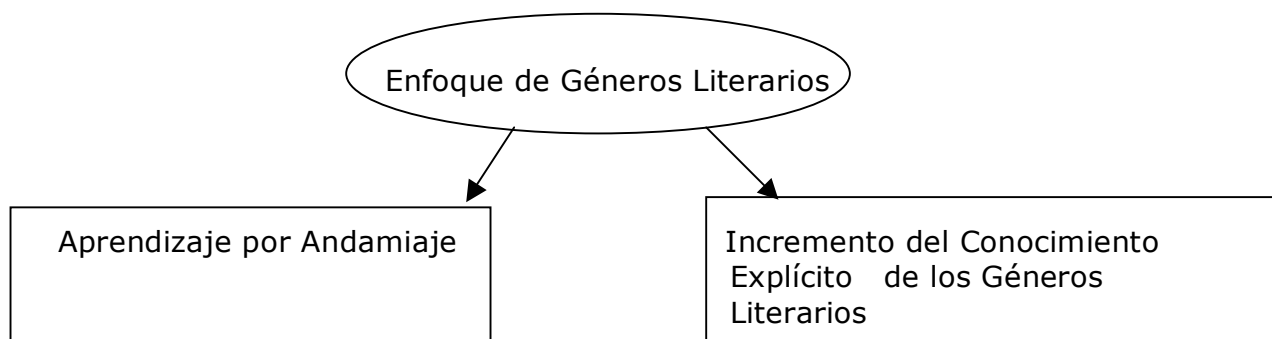 Enfoque de Géneros Literarios
Aprendizaje por Andamiaje
Incremento del Conocimiento
Explícito de los Géneros
Literarios